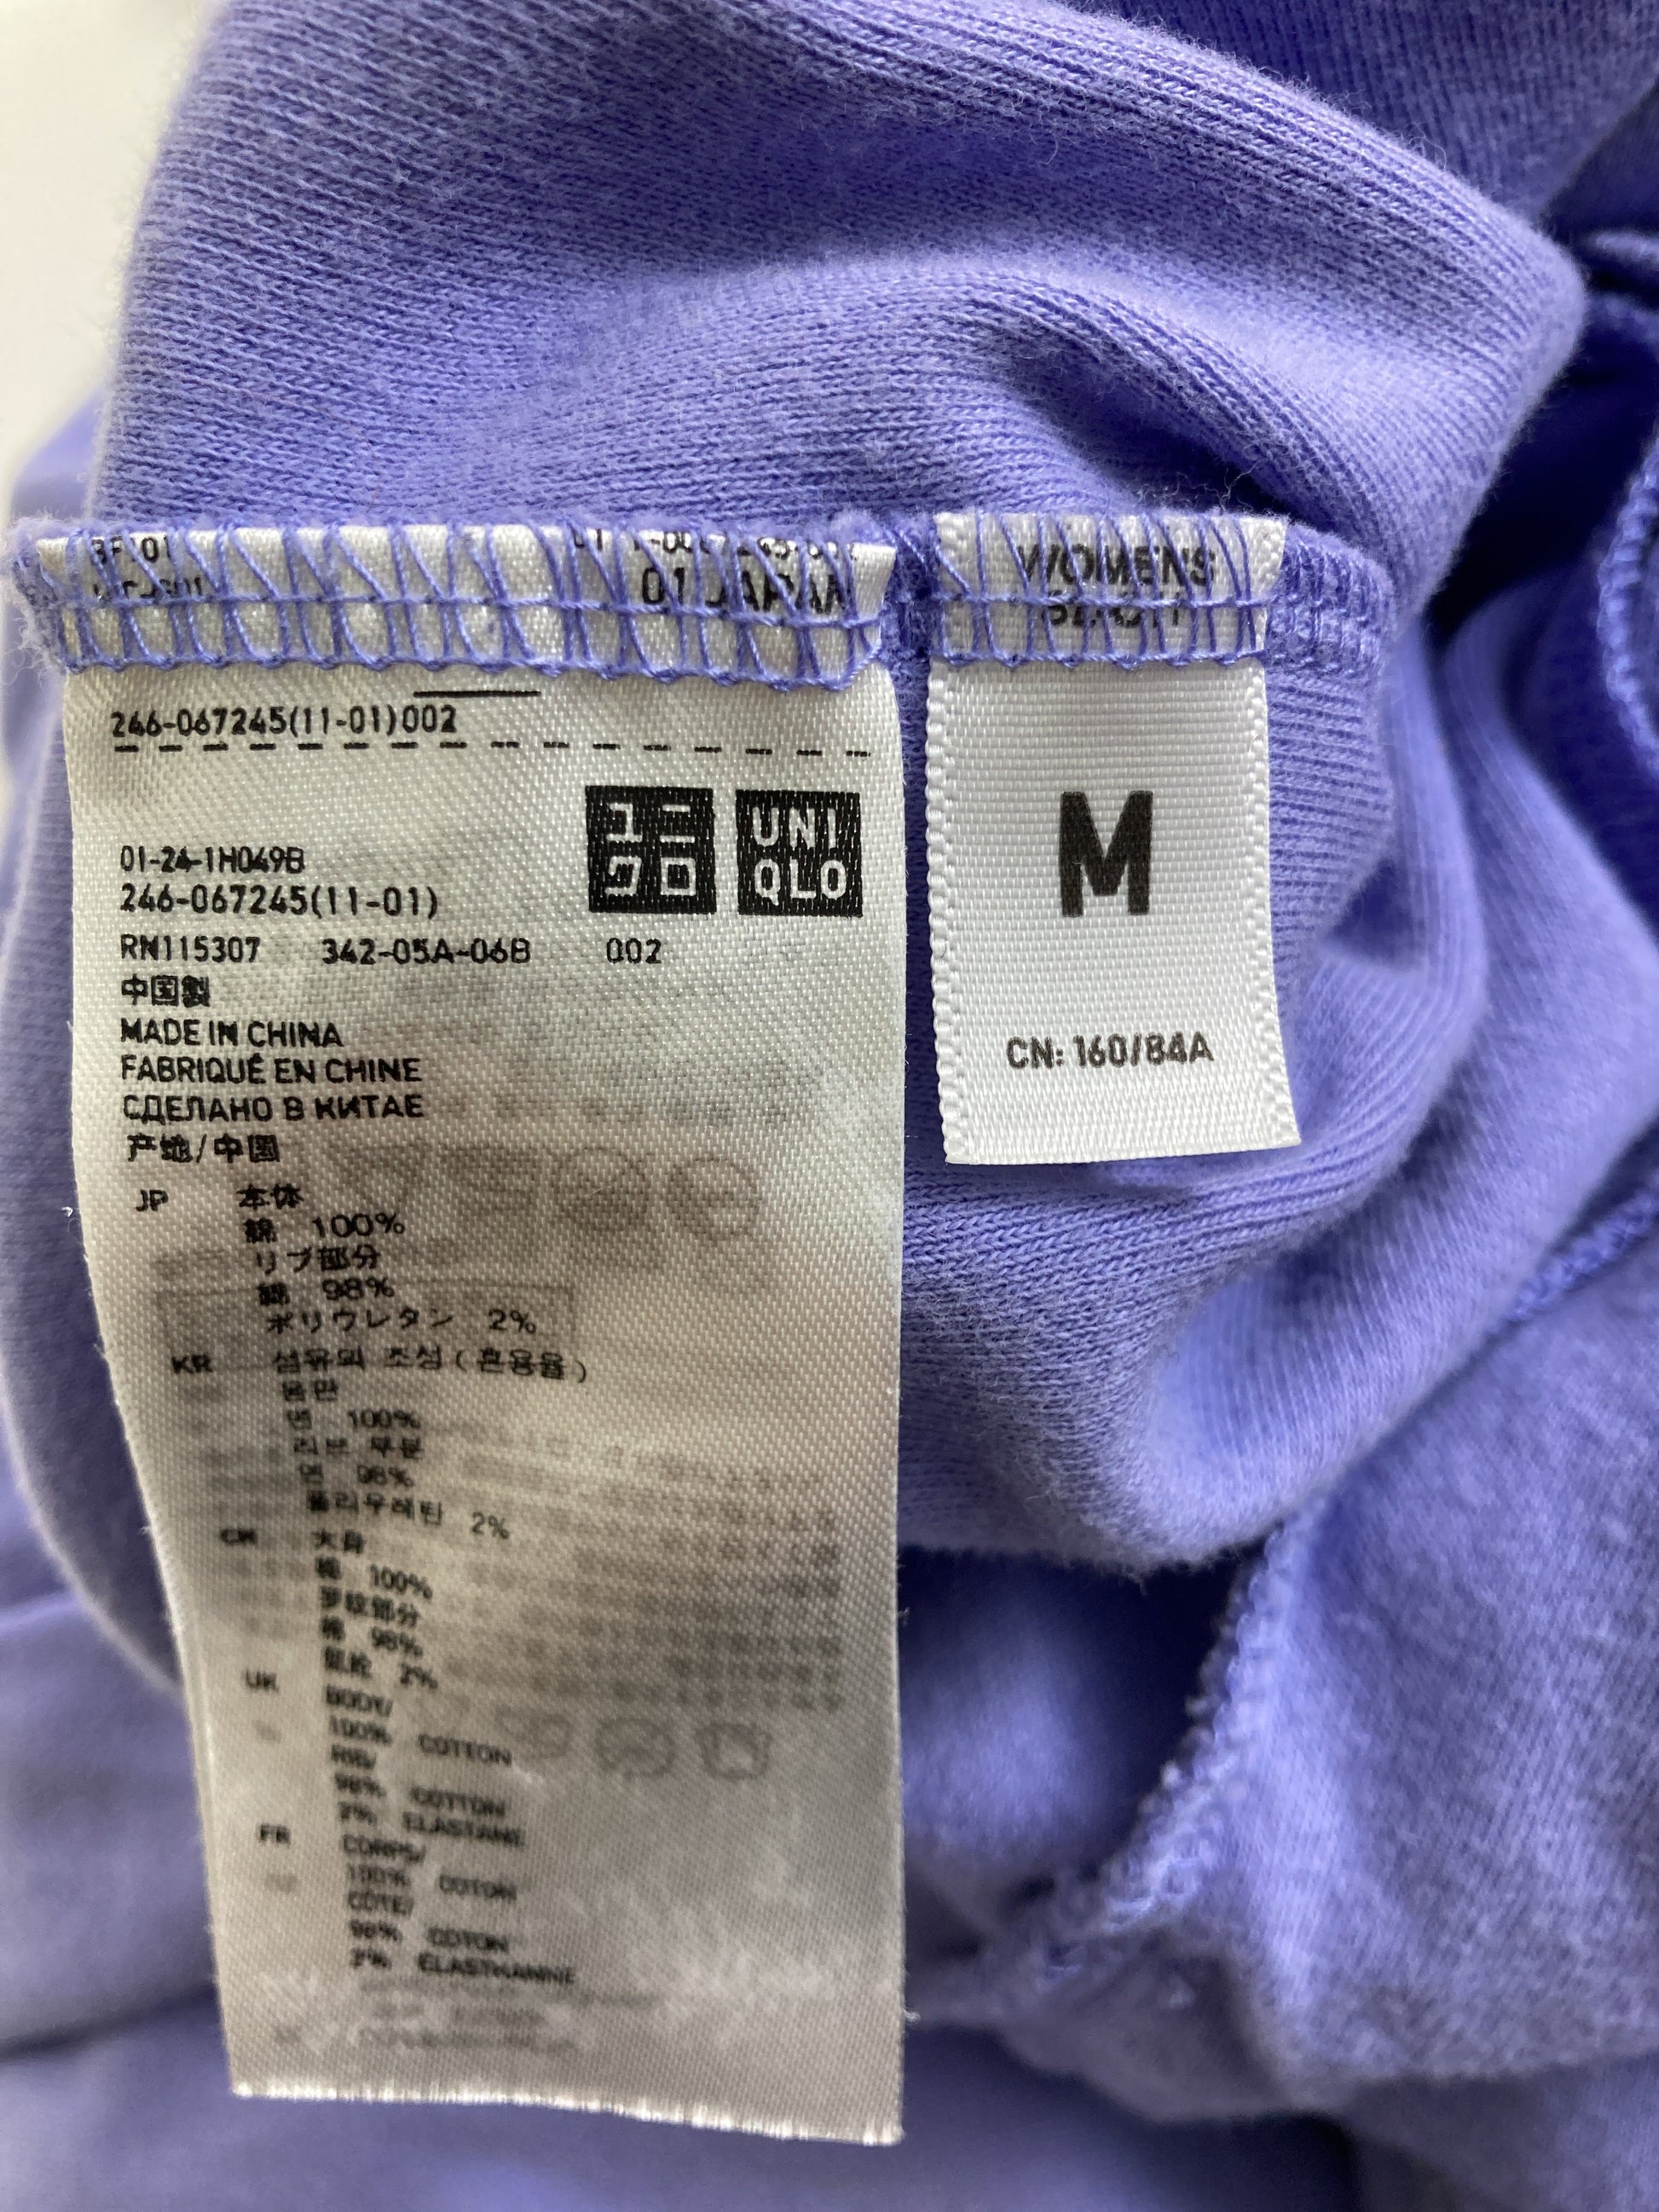 01 JAPAN
246-067245(11-01)002
ユニ
クロ
UNI
QLO
01-24-1H049B
246-067245(11-01)
RN115307 342-05A-06B 002
中国製
MADE IN CHINA
FABRIQUÉ EN CHINE
СДЕЛАНО В КИТАЕ
产地/中国
JP 本体
綿 100%
リブ部分
綿 98%
ポリウレタン 2%
KR 섬유의 조성(혼용율)
몸판
면 100%
리브 부분
면 98%
폴리우레탄 2%
CN 大身
棉 100%
罗纹部分
棉 98%
氨纶 2%
UK BODY/
100% COTTON
RIB/
98% COTTON
2% ELASTANE
FR CORPS/
100% COTON
CÔTE/
98% COTON
2% ÉLASTHANNE
WOMENS
M
CN: 160/84A